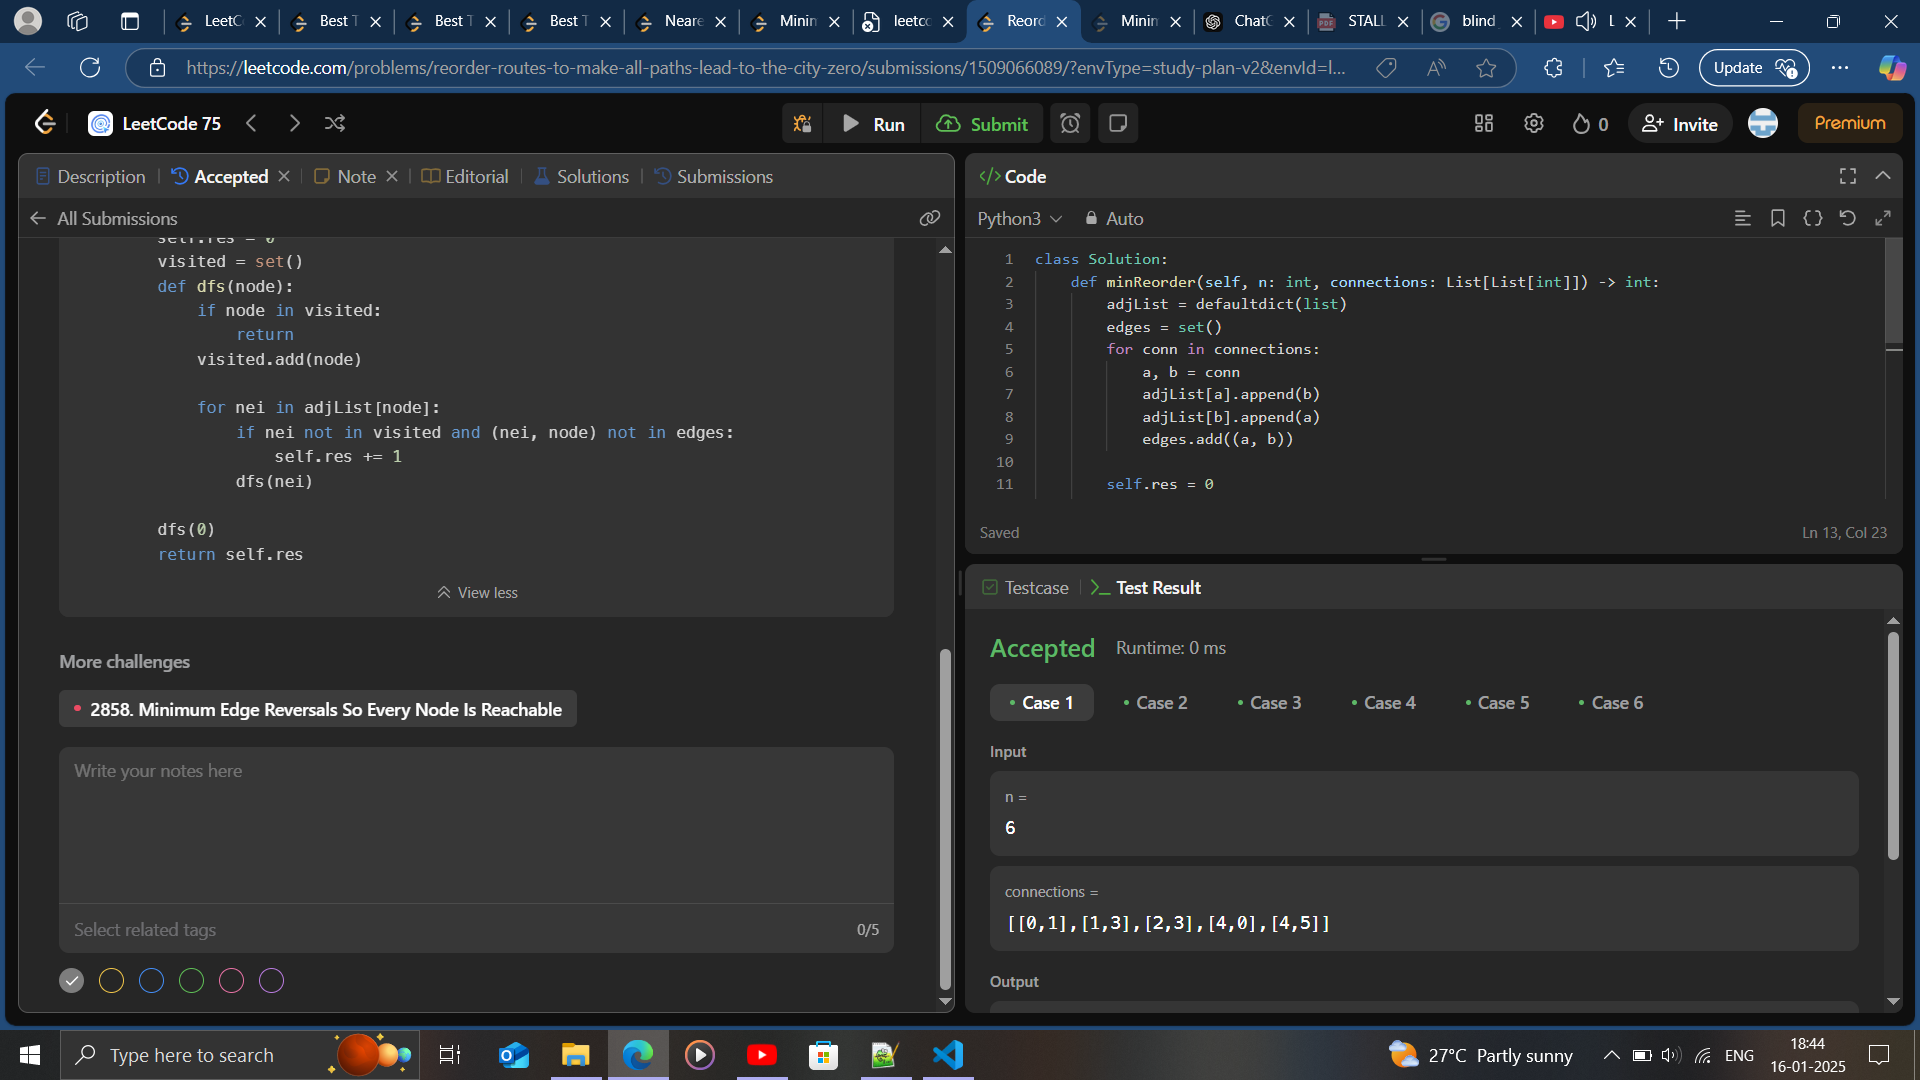 LeetC
Best T
Best T
Best T
Neare
Minim
leetco
Reord
Minim
ChatG
STALL
blind
L
https://leetcode.com/problems/reorder-routes-to-make-all-paths-lead-to-the-city-zero/submissions/1509066089/?envType=study-plan-v2&envId=l...
Update
LeetCode 75
Run
Submit
0
Invite
Premium
Description
Accepted
Note
Editorial
Solutions
Submissions
All Submissions
self.res = 0
visited = set()
def dfs(node):
if node in visited:
return
visited.add(node)
for nei in adjList[node]:
if nei not in visited and (nei, node) not in edges:
self.res += 1
dfs(nei)
dfs(0)
return self.res
View less
More challenges
2858. Minimum Edge Reversals So Every Node Is Reachable
Write your notes here
Select related tags
0/5
</> Code
Python3
Auto
1 class Solution:
2 def minReorder(self, n: int, connections: List[List[int]]) -> int:
3 adjList = defaultdict(list)
4 edges = set()
5 for conn in connections:
6 a, b = conn
7 adjList[a].append(b)
8 adjList[b].append(a)
9 edges.add((a, b))
10
11 self.res = 0
Saved
Ln 13, Col 23
Testcase
Test Result
Accepted
Runtime: 0 ms
Case 1
Case 2
Case 3
Case 4
Case 5
Case 6
Input
n =
6
connections =
[[0,1],[1,3],[2,3],[4,0],[4,5]]
Output
Type here to search
27°C Partly sunny
ENG
18:44
16-01-2025